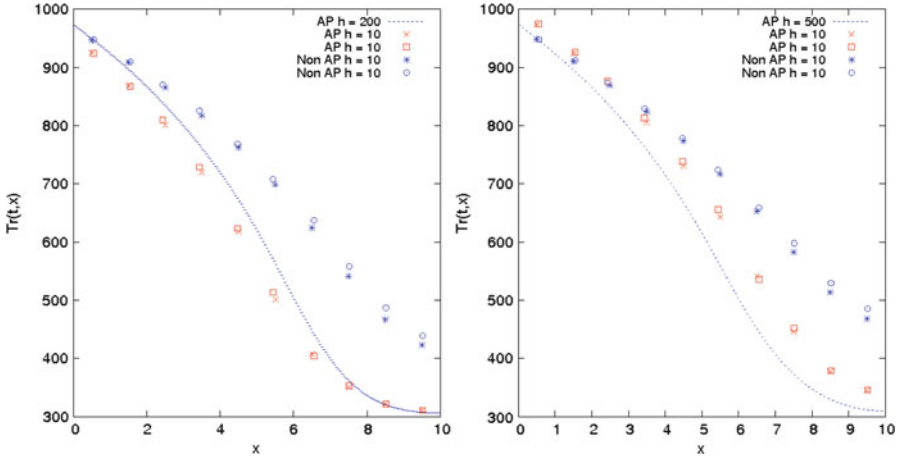 1000
900
800
700
600
500
400
300
Tr(t,x)
0 2 4 6 8 10
x
AP h = 200
AP h = 10
AP h = 10
Non AP h = 10
Non AP h = 10
1000
900
800
700
600
500
400
300
Tr(t,x)
0 1 2 3 4 5 6 7 8 9 10
x
AP h = 500
AP h = 10
AP h = 10
Non AP h = 10
Non AP h = 10